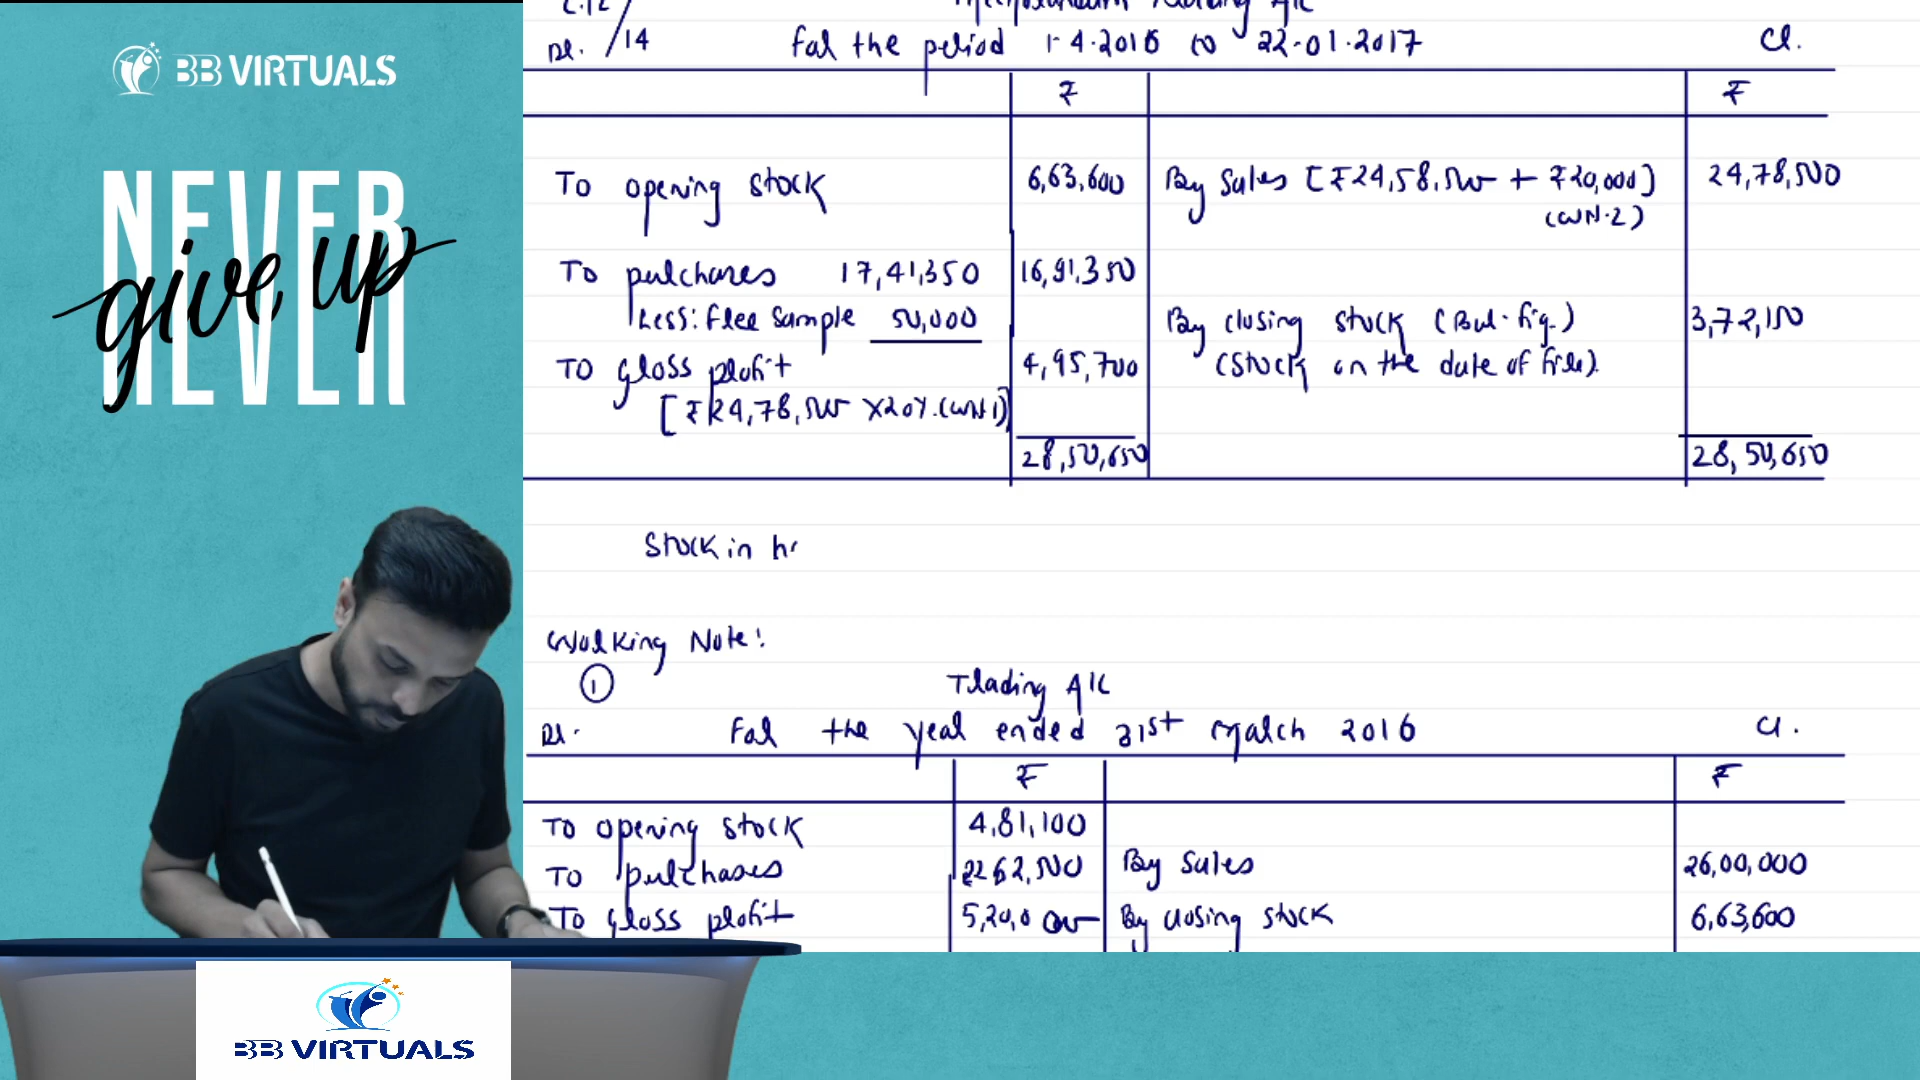 BB VIRTUALS
NEVER
give up
NEVER
Memorandum Trading A/c
Dr. /14 For the period 1-4-2016 to 22-01-2017 Cr.
₹ ₹
To opening stock 6,63,600 By Sales [₹24,58,500 + ₹20,000] 24,78,500
(WN.2)
To purchases 17,41,350 16,91,350
Less: Free Sample 50,000 By closing stock (Bal. fig.) 3,72,150
To gross profit 4,95,700 (Stock on the date of fire).
[₹24,78,500 X20%.(WN1)]
28,50,650 28,50,650
Stock in h
Working Note:
1 Trading A/c
Dr. For the year ended 31st March 2016 Cr.
₹ ₹
To opening stock 4,81,100
To purchases 2262,500 By Sales 26,00,000
To gross profit 5,20,000 By closing stock 6,63,600
BB VIRTUALS